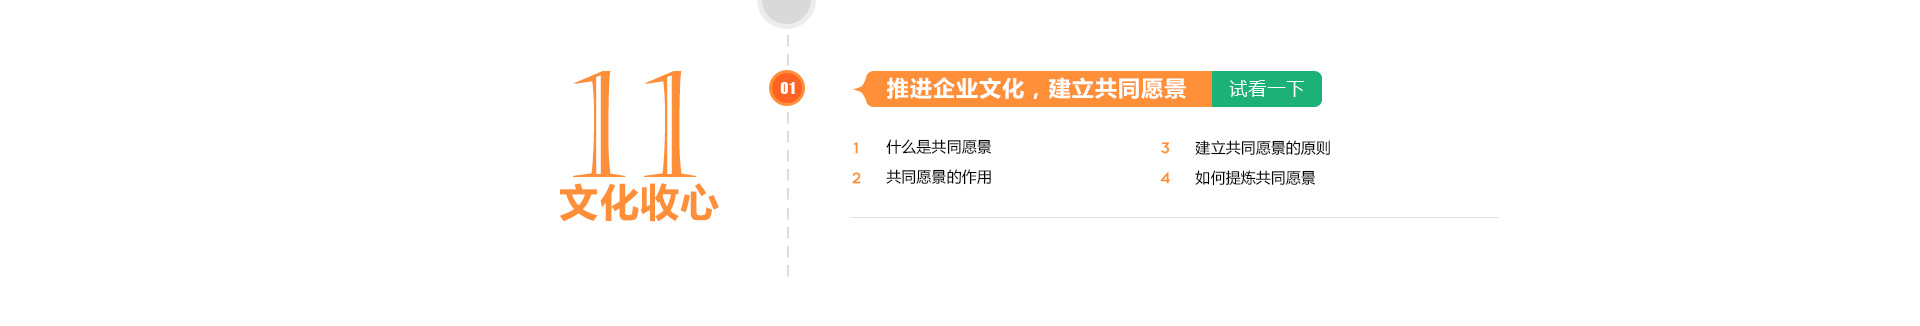 11
文化收心
01
推进企业文化，建立共同愿景 试看一下
1 什么是共同愿景
2 共同愿景的作用
3 建立共同愿景的原则
4 如何提炼共同愿景